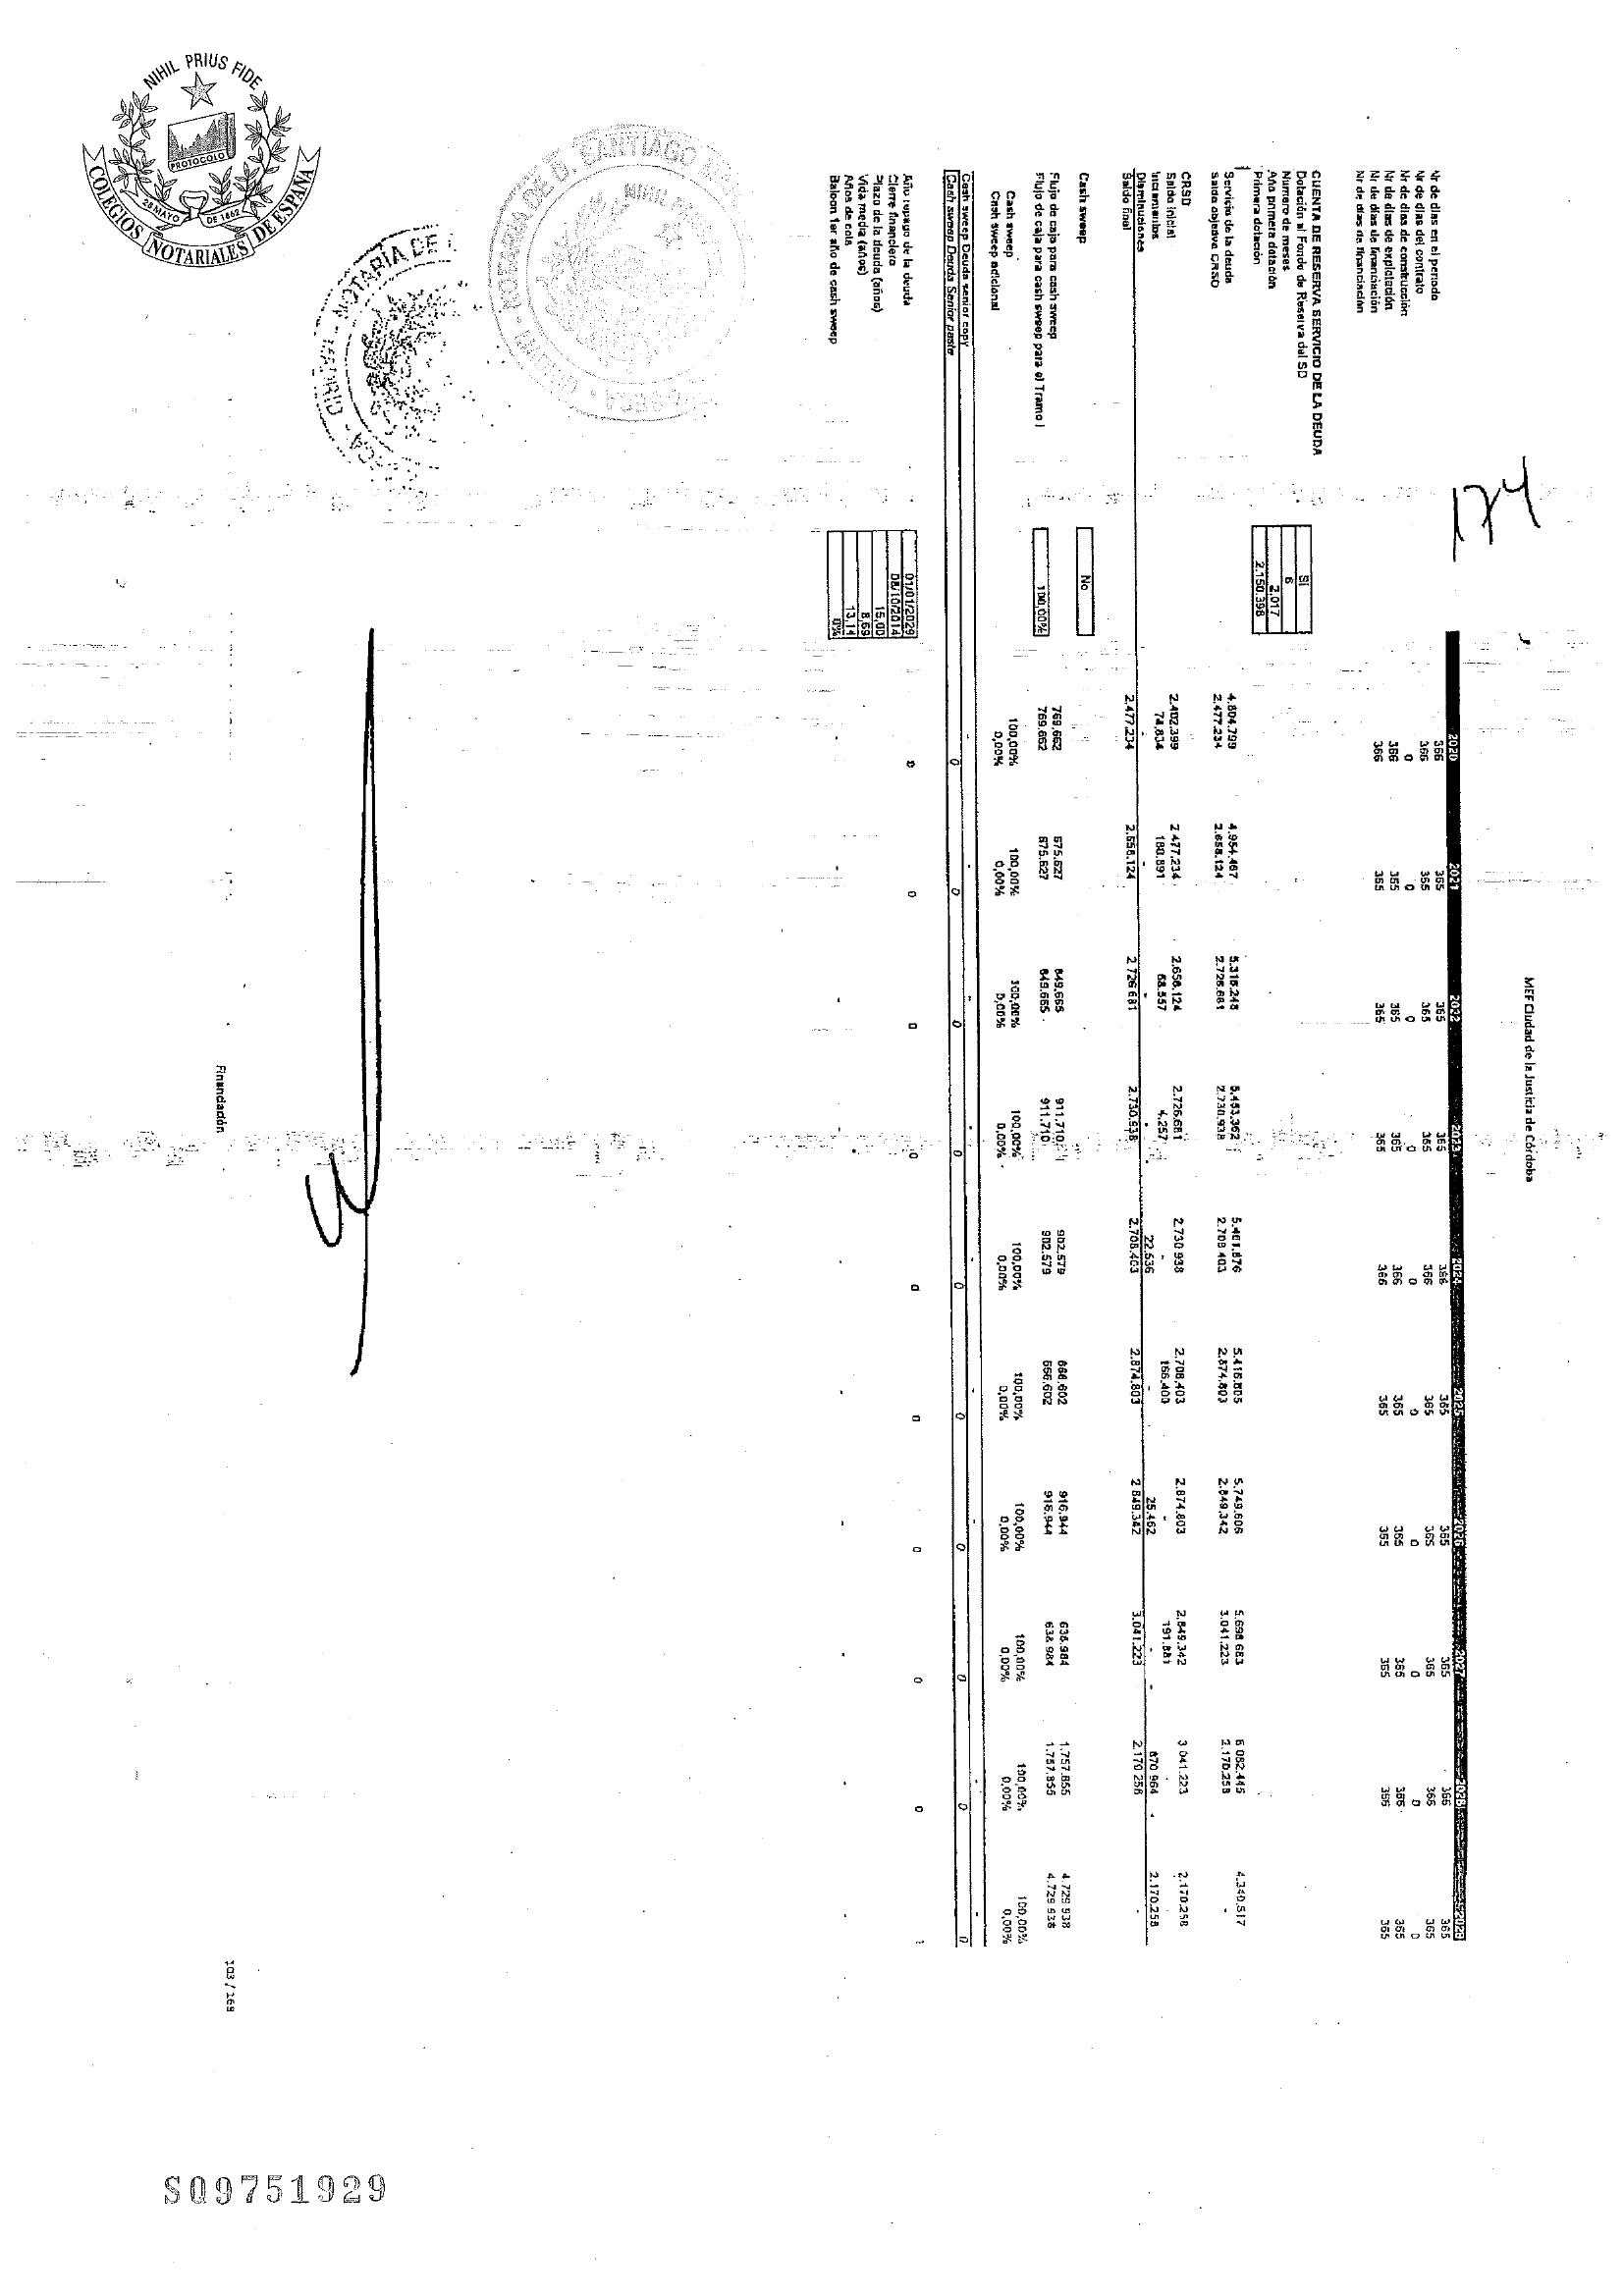 174
MEF Ciudad de la Justicia de Córdoba
2020 2021 2022 2023 2024 2025 2026 2027 2028 2029
Nr de días en el periodo 366 365 365 365 366 365 365 365 366 365
Nr de días del contrato 366 365 365 365 366 365 365 365 366 365
Nr de días de construcción 0 0 0 0 0 0 0 0 0 0
Nr de días de explotación 366 365 365 365 366 365 365 365 366 365
Nr de días de financiación 366 365 365 365 366 365 365 365 366 365
Nr de días de financiación
CUENTA DE RESERVA SERVICIO DE LA DEUDA
Dotación al Fondo de Reserva del SD SI
Número de meses 6
Año primera dotación 2.017
Primera dotación 2.150.398
Servicio de la deuda 4.804.799 4.954.467 5.316.248 5.453.362 5.461.876 5.416.805 5.749.606 5.698.683 6.082.445 4.340.517
Saldo objetivo CRSD 2.477.234 2.658.124 2.726.681 2.730.938 2.708.403 2.874.803 2.849.342 3.041.223 2.170.258 -
CRSD
Saldo inicial 2.402.399 2.477.234 2.658.124 2.726.681 2.730.938 2.708.403 2.874.803 2.849.342 3.041.223 2.170.258
Incrementos 74.834 180.891 68.557 4.257 - 166.400 - 191.881 -
Disminuciones - - - - 22.536 - 25.462 - 870.964 2.170.258
Saldo final 2.477.234 2.658.124 2.726.681 2.730.938 2.708.403 2.874.803 2.849.342 3.041.223 2.170.258 -
Cash sweep No
Flujo de caja para cash sweep 769.662 575.627 849.665 911.710 902.579 666.602 916.944 636.984 1.757.855 4.729.938
Flujo de caja para cash sweep para el Tramo I 100,00% 769.662 575.627 849.665 911.710 902.579 666.602 916.944 636.984 1.757.855 4.729.938
Cash sweep 100,00% 100,00% 100,00% 100,00% 100,00% 100,00% 100,00% 100,00% 100,00% 100,00%
Cash sweep adicional 0,00% 0,00% 0,00% 0,00% 0,00% 0,00% 0,00% 0,00% 0,00% 0,00%
Cash sweep Deuda senior copy - - - - - - - - - -
Cash sweep Deuda Senior paste 0 0 0 0 0 0 0 0 0 0
Año repago de la deuda 01/01/2029 0 0 0 0 0 0 0 0 0 1
Cierre financiero 08/10/2014
Plazo de la deuda (años) 15,00
Vida media (años) 8,69
Años de cola 13,14
Baloon 1er año de cash sweep 0% - - - - - - - - - -
Financiación
103 / 169
NIHIL PRIUS FIDE
PROTOCOLO
28 MAYO DE 1862
COLEGIOS NOTARIALES DE ESPAÑA
NOTARIA DE D. SANTIAGO
NIHIL
NOTARIA DE
MADRID
SQ9751929